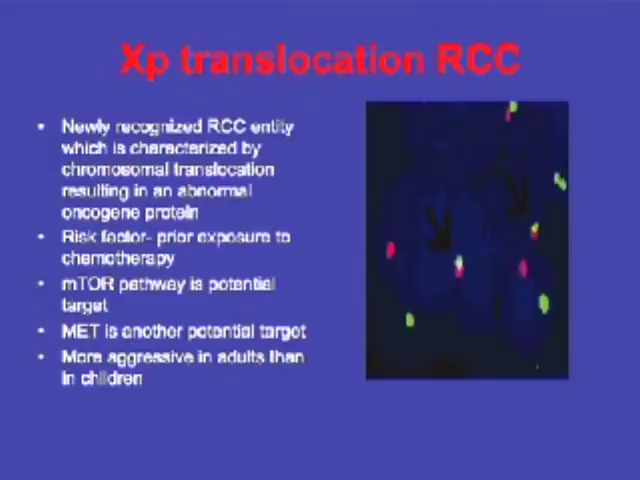 Xp translocation RCC
• Newly recognized RCC entity
which is characterized by
chromosomal translocation
resulting in an abnormal
oncogene protein
• Risk factor- prior exposure to
chemotherapy
• mTOR pathway is potential
target
• MET is another potential target
• More aggressive in adults than
in children